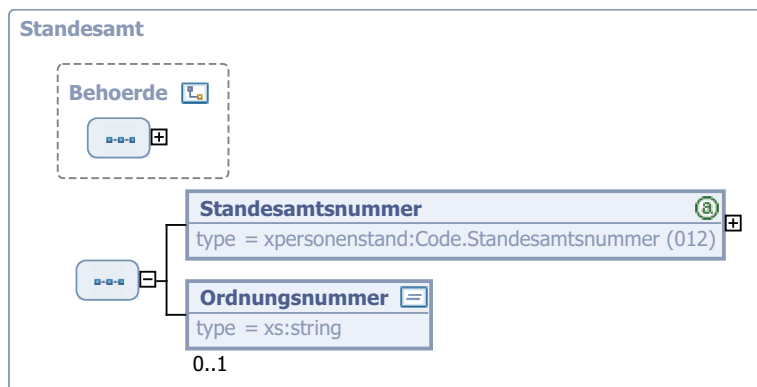 Standesamt
Behoerde
Standesamtsnummer
type = xpersonenstand:Code.Standesamtsnummer (012)
Ordnungsnummer
type = xs:string
0..1